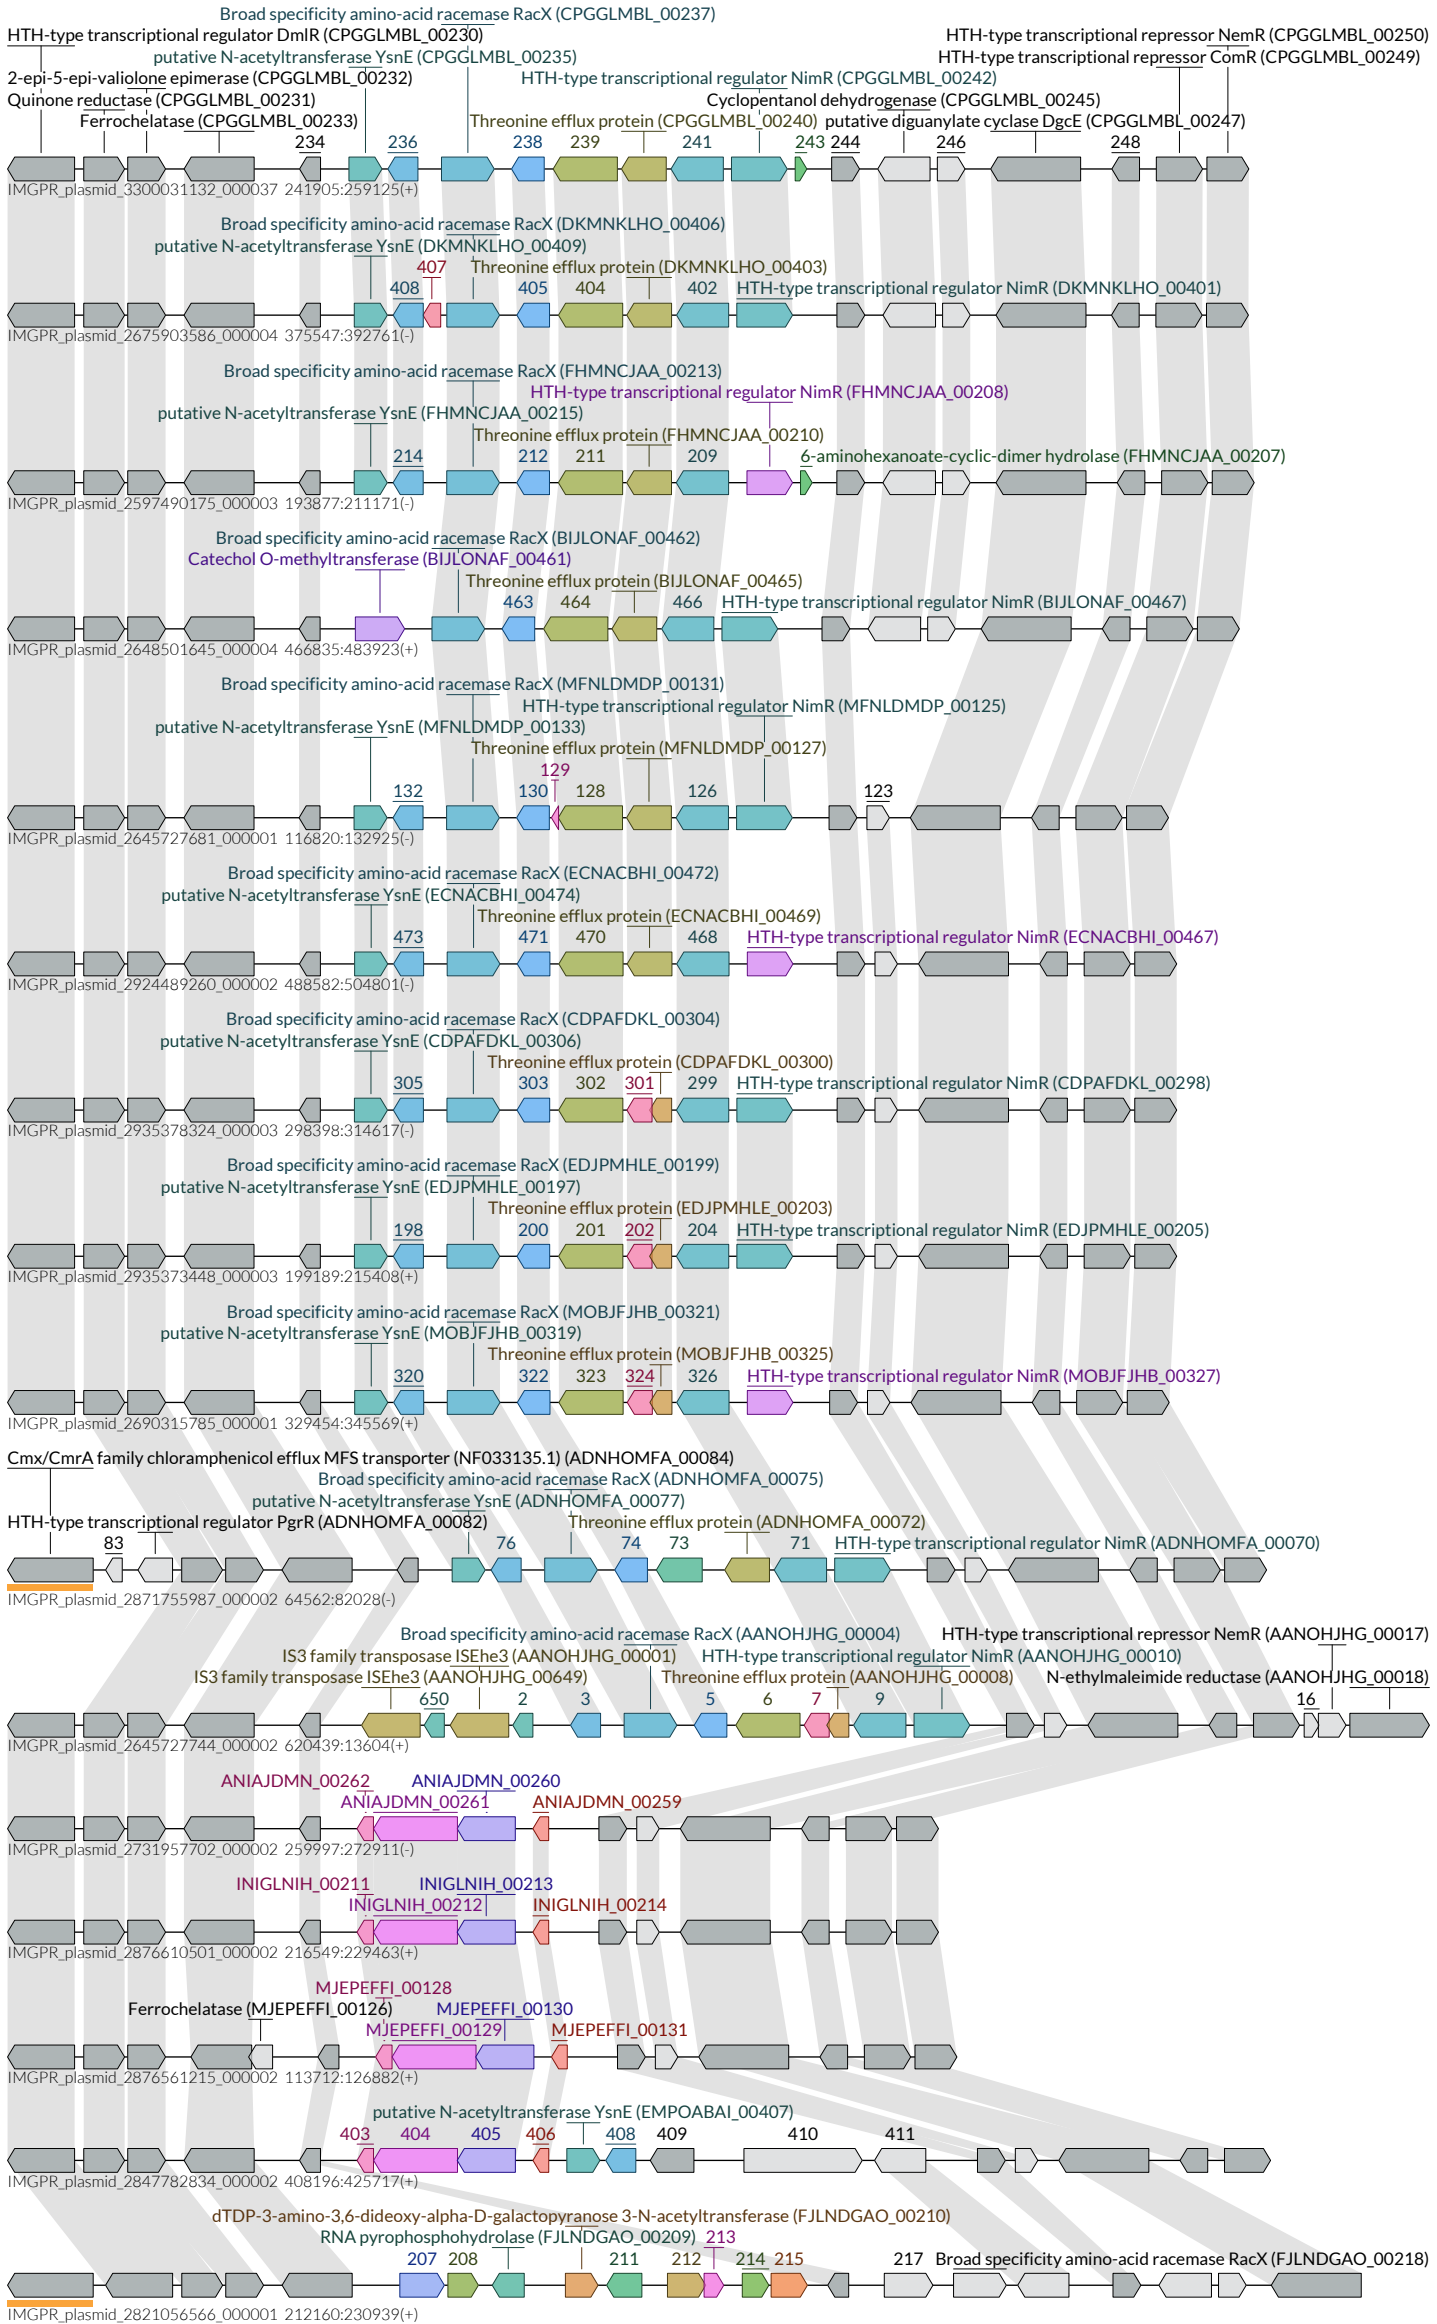 Broad specificity amino-acid racemase RacX (CPGGLMBL_00237)
HTH-type transcriptional regulator DmlR (CPGGLMBL_00230) HTH-type transcriptional repressor NemR (CPGGLMBL_00250)
putative N-acetyltransferase YsnE (CPGGLMBL_00235) HTH-type transcriptional repressor ComR (CPGGLMBL_00249)
2-epi-5-epi-valiolone epimerase (CPGGLMBL_00232) HTH-type transcriptional regulator NimR (CPGGLMBL_00242)
Quinone reductase (CPGGLMBL_00231) Cyclopentanol dehydrogenase (CPGGLMBL_00245)
Ferrochelatase (CPGGLMBL_00233) Threonine efflux protein (CPGGLMBL_00240) putative diguanylate cyclase DgcE (CPGGLMBL_00247)
234 236 238 239 241 243 244 246 248
IMGPR_plasmid_3300031132_000037 241905:259125(+)
Broad specificity amino-acid racemase RacX (DKMNKLHO_00406)
putative N-acetyltransferase YsnE (DKMNKLHO_00409)
407 Threonine efflux protein (DKMNKLHO_00403)
408 405 404 402 HTH-type transcriptional regulator NimR (DKMNKLHO_00401)
IMGPR_plasmid_2675903586_000004 375547:392761(-)
Broad specificity amino-acid racemase RacX (FHMNCJAA_00213)
HTH-type transcriptional regulator NimR (FHMNCJAA_00208)
putative N-acetyltransferase YsnE (FHMNCJAA_00215)
Threonine efflux protein (FHMNCJAA_00210)
214 212 211 209 6-aminohexanoate-cyclic-dimer hydrolase (FHMNCJAA_00207)
IMGPR_plasmid_2597490175_000003 193877:211171(-)
Broad specificity amino-acid racemase RacX (BIJLONAF_00462)
Catechol O-methyltransferase (BIJLONAF_00461)
Threonine efflux protein (BIJLONAF_00465)
463 464 466 HTH-type transcriptional regulator NimR (BIJLONAF_00467)
IMGPR_plasmid_2648501645_000004 466835:483923(+)
Broad specificity amino-acid racemase RacX (MFNLDMDP_00131)
HTH-type transcriptional regulator NimR (MFNLDMDP_00125)
putative N-acetyltransferase YsnE (MFNLDMDP_00133)
Threonine efflux protein (MFNLDMDP_00127)
129
132 130 128 126 123
IMGPR_plasmid_2645727681_000001 116820:132925(-)
Broad specificity amino-acid racemase RacX (ECNACBHI_00472)
putative N-acetyltransferase YsnE (ECNACBHI_00474)
Threonine efflux protein (ECNACBHI_00469)
473 471 470 468 HTH-type transcriptional regulator NimR (ECNACBHI_00467)
IMGPR_plasmid_2924489260_000002 488582:504801(-)
Broad specificity amino-acid racemase RacX (CDPAFDKL_00304)
putative N-acetyltransferase YsnE (CDPAFDKL_00306)
Threonine efflux protein (CDPAFDKL_00300)
305 303 302 301 299 HTH-type transcriptional regulator NimR (CDPAFDKL_00298)
IMGPR_plasmid_2935378324_000003 298398:314617(-)
Broad specificity amino-acid racemase RacX (EDJPMHLE_00199)
putative N-acetyltransferase YsnE (EDJPMHLE_00197)
Threonine efflux protein (EDJPMHLE_00203)
198 200 201 202 204 HTH-type transcriptional regulator NimR (EDJPMHLE_00205)
IMGPR_plasmid_2935373448_000003 199189:215408(+)
Broad specificity amino-acid racemase RacX (MOBJFJHB_00321)
putative N-acetyltransferase YsnE (MOBJFJHB_00319)
Threonine efflux protein (MOBJFJHB_00325)
320 322 323 324 326 HTH-type transcriptional regulator NimR (MOBJFJHB_00327)
IMGPR_plasmid_2690315785_000001 329454:345569(+)
Cmx/CmrA family chloramphenicol efflux MFS transporter (NF033135.1) (ADNHOMFA_00084)
Broad specificity amino-acid racemase RacX (ADNHOMFA_00075)
putative N-acetyltransferase YsnE (ADNHOMFA_00077)
HTH-type transcriptional regulator PgrR (ADNHOMFA_00082) Threonine efflux protein (ADNHOMFA_00072)
83 76 74 73 71 HTH-type transcriptional regulator NimR (ADNHOMFA_00070)
IMGPR_plasmid_2871755987_000002 64562:82028(-)
Broad specificity amino-acid racemase RacX (AANOHJHG_00004) HTH-type transcriptional repressor NemR (AANOHJHG_00017)
IS3 family transposase ISEhe3 (AANOHJHG_00001) HTH-type transcriptional regulator NimR (AANOHJHG_00010)
IS3 family transposase ISEhe3 (AANOHJHG_00649) Threonine efflux protein (AANOHJHG_00008) N-ethylmaleimide reductase (AANOHJHG_00018)
650 2 3 5 6 7 9 16
IMGPR_plasmid_2645727744_000002 620439:13604(+)
ANIAJDMN_00262 ANIAJDMN_00260
ANIAJDMN_00261 ANIAJDMN_00259
IMGPR_plasmid_2731957702_000002 259997:272911(-)
INIGLNIH_00211 INIGLNIH_00213
INIGLNIH_00212 INIGLNIH_00214
IMGPR_plasmid_2876610501_000002 216549:229463(+)
MJEPEFFI_00128
Ferrochelatase (MJEPEFFI_00126) MJEPEFFI_00130
MJEPEFFI_00129 MJEPEFFI_00131
IMGPR_plasmid_2876561215_000002 113712:126882(+)
putative N-acetyltransferase YsnE (EMPOABAI_00407)
403 404 405 406 408 409 410 411
IMGPR_plasmid_2847782834_000002 408196:425717(+)
dTDP-3-amino-3,6-dideoxy-alpha-D-galactopyranose 3-N-acetyltransferase (FJLNDGAO_00210)
RNA pyrophosphohydrolase (FJLNDGAO_00209) 213
207 208 211 212 214 215 217 Broad specificity amino-acid racemase RacX (FJLNDGAO_00218)
IMGPR_plasmid_2821056566_000001 212160:230939(+)